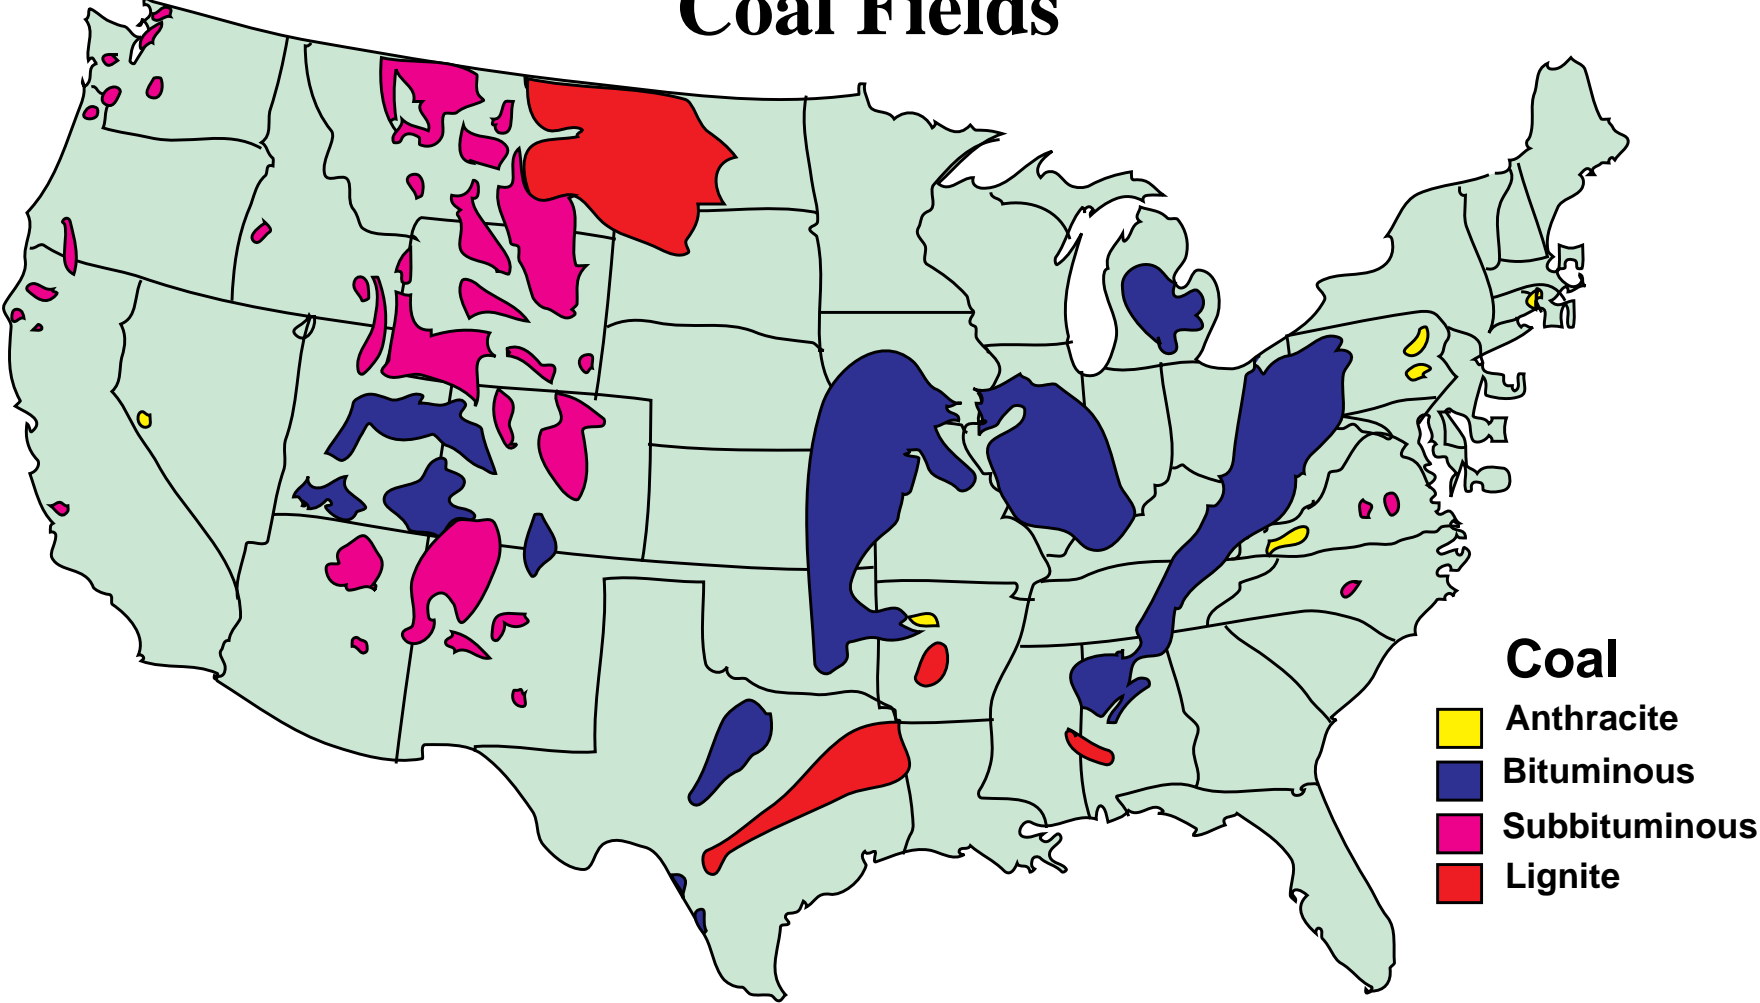 Coal Fields
Coal
Anthracite
Bituminous
Subbituminous
Lignite